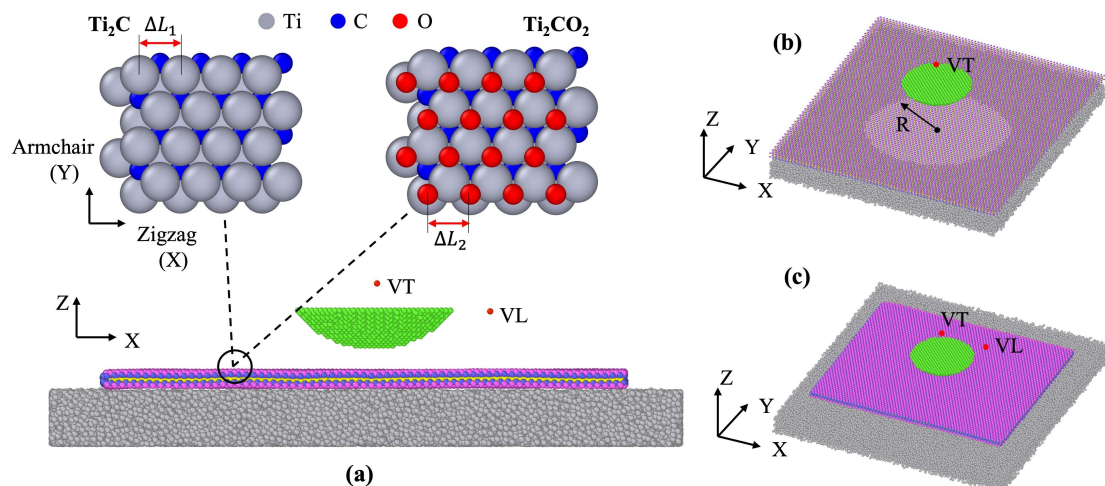 Ti₂C
Ti
C
O
Ti₂CO₂
ΔL₁
Armchair
(Y)
Zigzag
(X)
ΔL₂
Z
X
VT
VL
(a)
(b)
VT
R
Z
Y
X
(c)
VT
VL
Z
Y
X